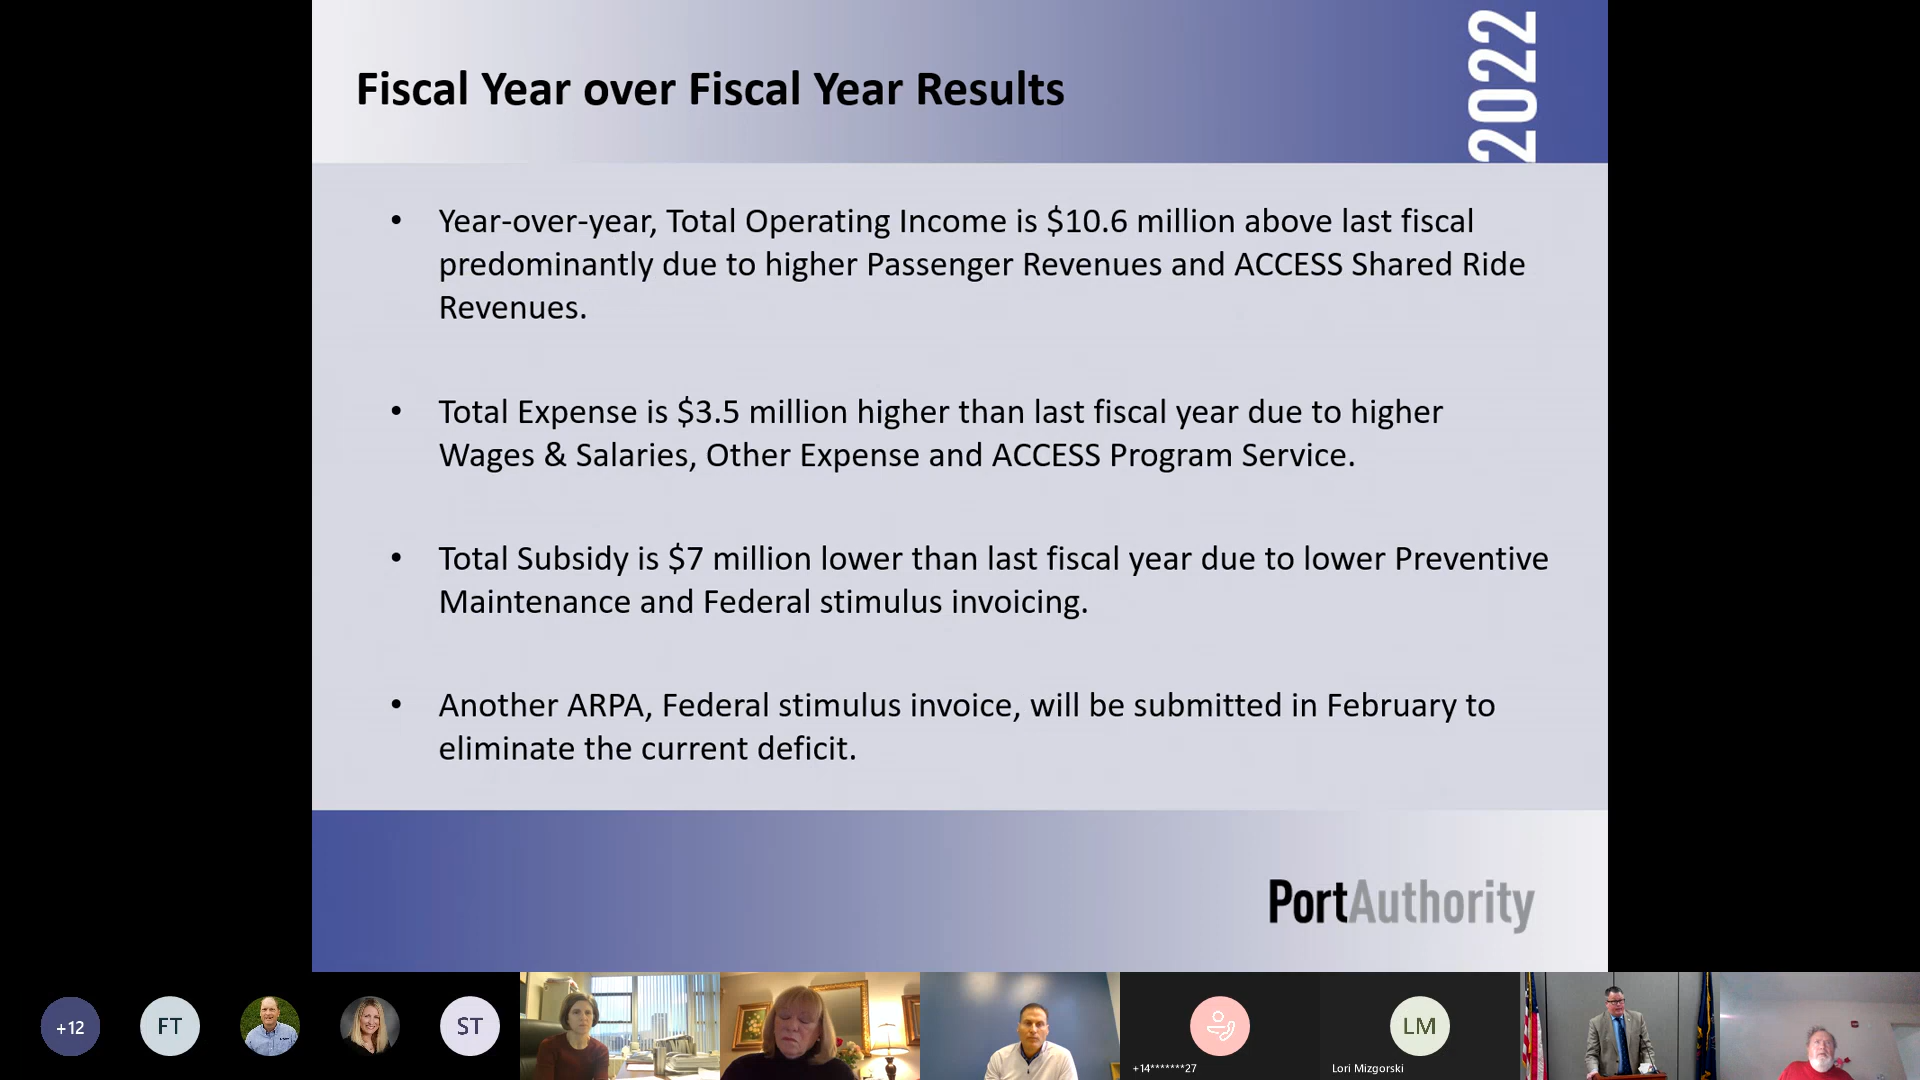 Fiscal Year over Fiscal Year Results
2022
• Year-over-year, Total Operating Income is $10.6 million above last fiscal
predominantly due to higher Passenger Revenues and ACCESS Shared Ride
Revenues.
• Total Expense is $3.5 million higher than last fiscal year due to higher
Wages & Salaries, Other Expense and ACCESS Program Service.
• Total Subsidy is $7 million lower than last fiscal year due to lower Preventive
Maintenance and Federal stimulus invoicing.
• Another ARPA, Federal stimulus invoice, will be submitted in February to
eliminate the current deficit.
PortAuthority
+12
FT
ST
+14*******27
LM
Lori Mizgorski